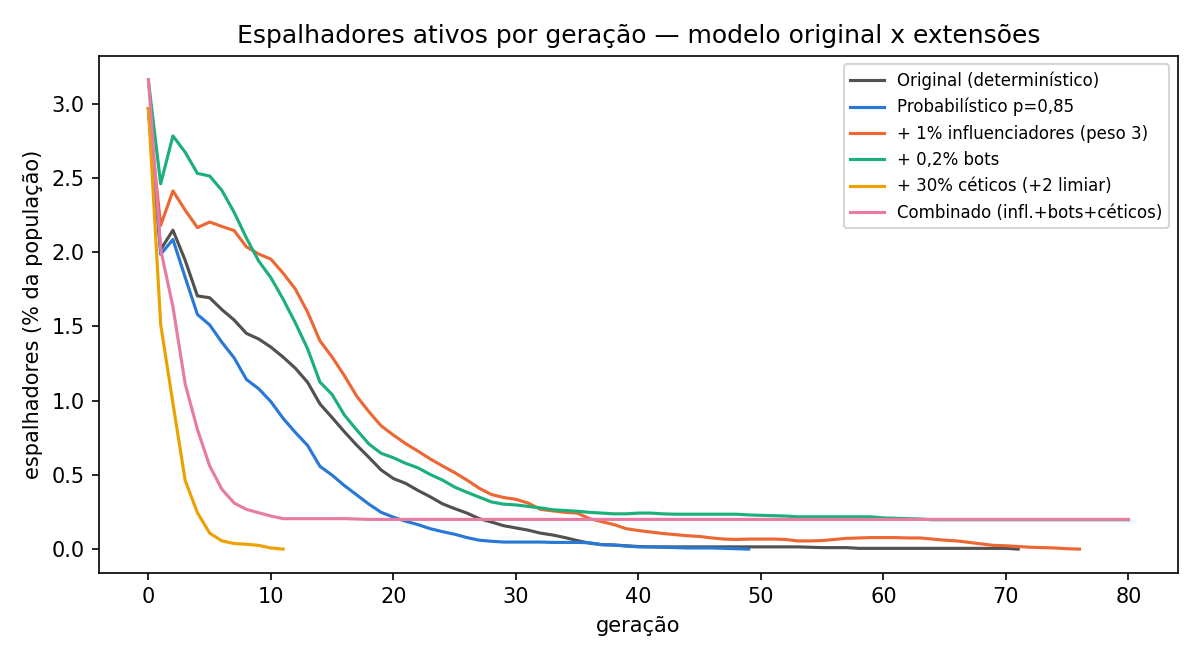 Espalhadores ativos por geração — modelo original x extensões
espalhadores (% da população)
3.0
2.5
2.0
1.5
1.0
0.5
0.0
Original (determinístico)
Probabilístico p=0,85
+ 1% influenciadores (peso 3)
+ 0,2% bots
+ 30% céticos (+2 limiar)
Combinado (infl.+bots+céticos)
0 10 20 30 40 50 60 70 80
geração